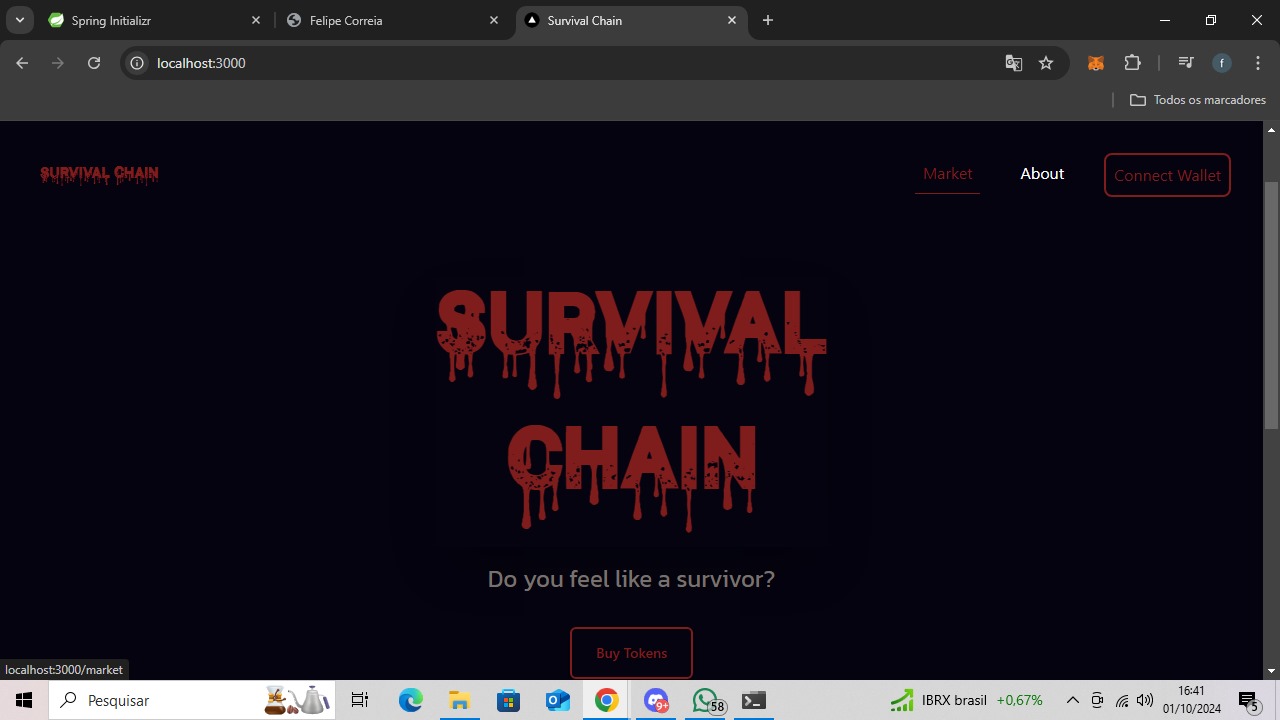 Spring Initializr
Felipe Correia
Survival Chain
localhost:3000
f
Todos os marcadores
SURVIVAL CHAIN
Market
About
Connect Wallet
SURVIVAL
CHAIN
Do you feel like a survivor?
Buy Tokens
localhost:3000/market
Pesquisar
9+
58
IBRX brasil +0,67%
16:41
01/10/2024
5